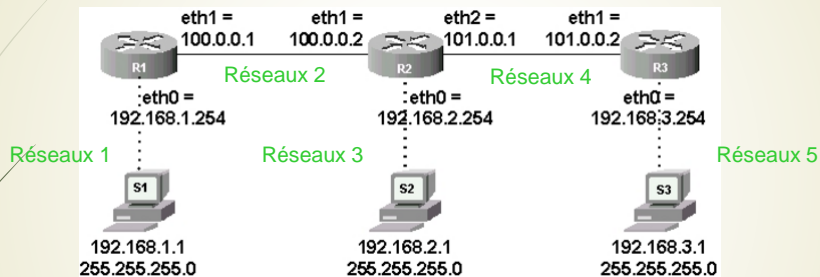 eth1 = eth1 = eth2 = eth1 =
100.0.0.1 100.0.0.2 101.0.0.1 101.0.0.2
R1 R2 R3
Réseaux 2 Réseaux 4
eth0 = eth0 = eth0 =
192.168.1.254 192.168.2.254 192.168.3.254
Réseaux 1 Réseaux 3 Réseaux 5
S1 S2 S3
192.168.1.1 192.168.2.1 192.168.3.1
255.255.255.0 255.255.255.0 255.255.255.0